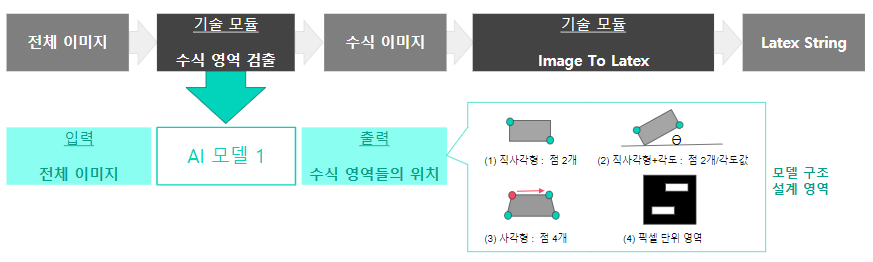 전체 이미지
기술 모듈
수식 영역 검출
수식 이미지
기술 모듈
Image To Latex
Latex String
입력
전체 이미지
AI 모델 1
출력
수식 영역들의 위치
(1) 직사각형 : 점 2개
θ
(2) 직사각형+각도 : 점 2개/각도값
(3) 사각형 : 점 4개
(4) 픽셀 단위 영역
모델 구조
설계 영역